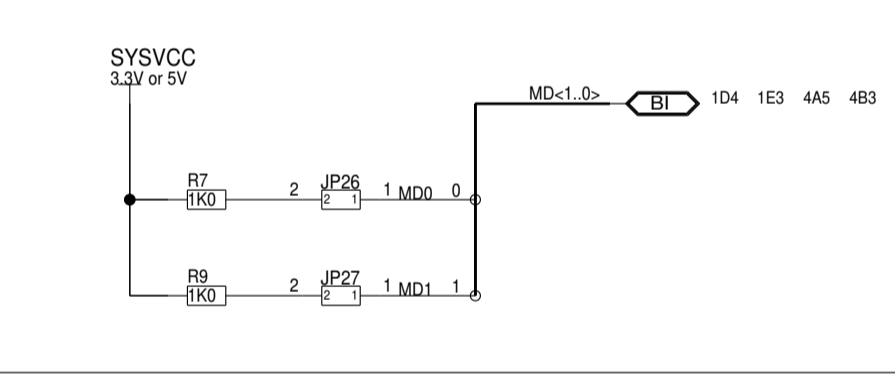 SYSVCC
3.3V or 5V
MD<1..0> BI 1D4 1E3 4A5 4B3
R7 2 JP26 1 MD0 0
1K0 2 1
R9 2 JP27 1 MD1 1
1K0 2 1